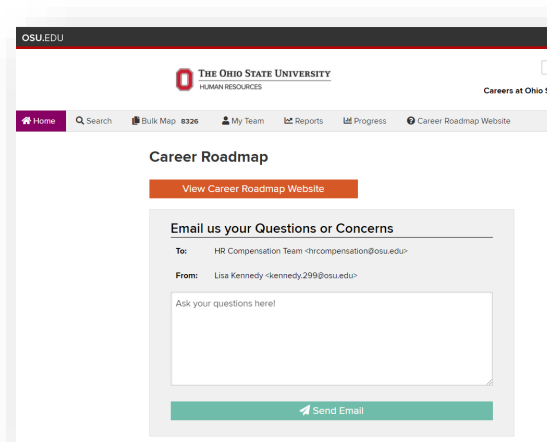 OSU.EDU
THE OHIO STATE UNIVERSITY
HUMAN RESOURCES
Careers at Ohio S
Home Search Bulk Map 8326 My Team Reports Progress Career Roadmap Website
Career Roadmap
View Career Roadmap Website
Email us your Questions or Concerns
To: HR Compensation Team <hrcompensation@osu.edu>
From: Lisa Kennedy <kennedy.299@osu.edu>
Ask your questions here!
Send Email